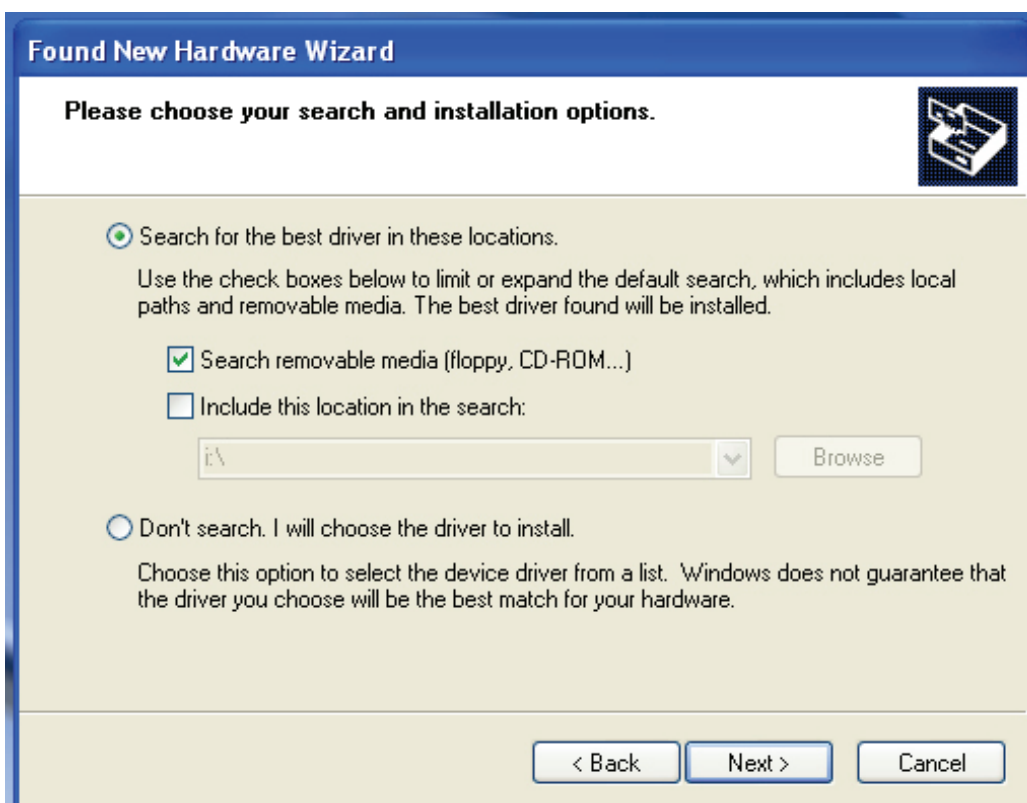 Found New Hardware Wizard
Please choose your search and installation options.
Search for the best driver in these locations.
Use the check boxes below to limit or expand the default search, which includes local
paths and removable media. The best driver found will be installed.
Search removable media (floppy, CD-ROM...)
Include this location in the search:
i:\
Browse
Don't search. I will choose the driver to install.
Choose this option to select the device driver from a list.  Windows does not guarantee that
the driver you choose will be the best match for your hardware.
< Back
Next >
Cancel